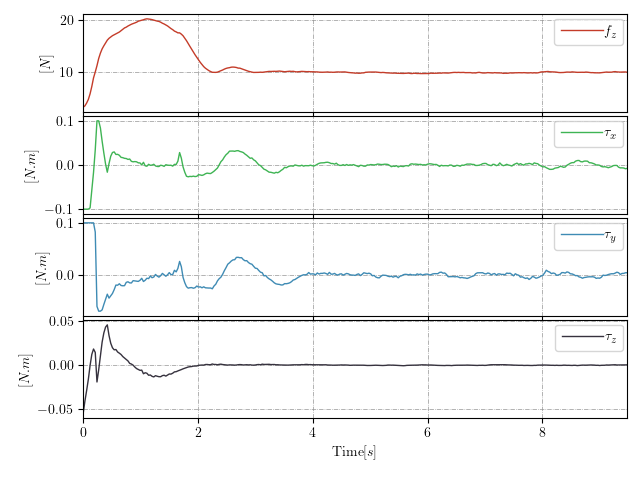 20
10
[N]
f_z
0.1
0.0
−0.1
[N.m]
τ_x
0.1
0.0
[N.m]
τ_y
0.05
0.00
−0.05
[N.m]
τ_z
0 2 4 6 8
Time[s]